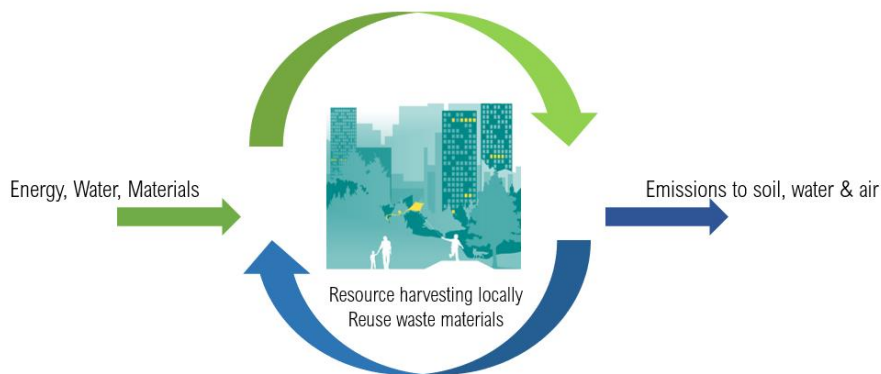 Energy, Water, Materials
Emissions to soil, water & air
Resource harvesting locally
Reuse waste materials